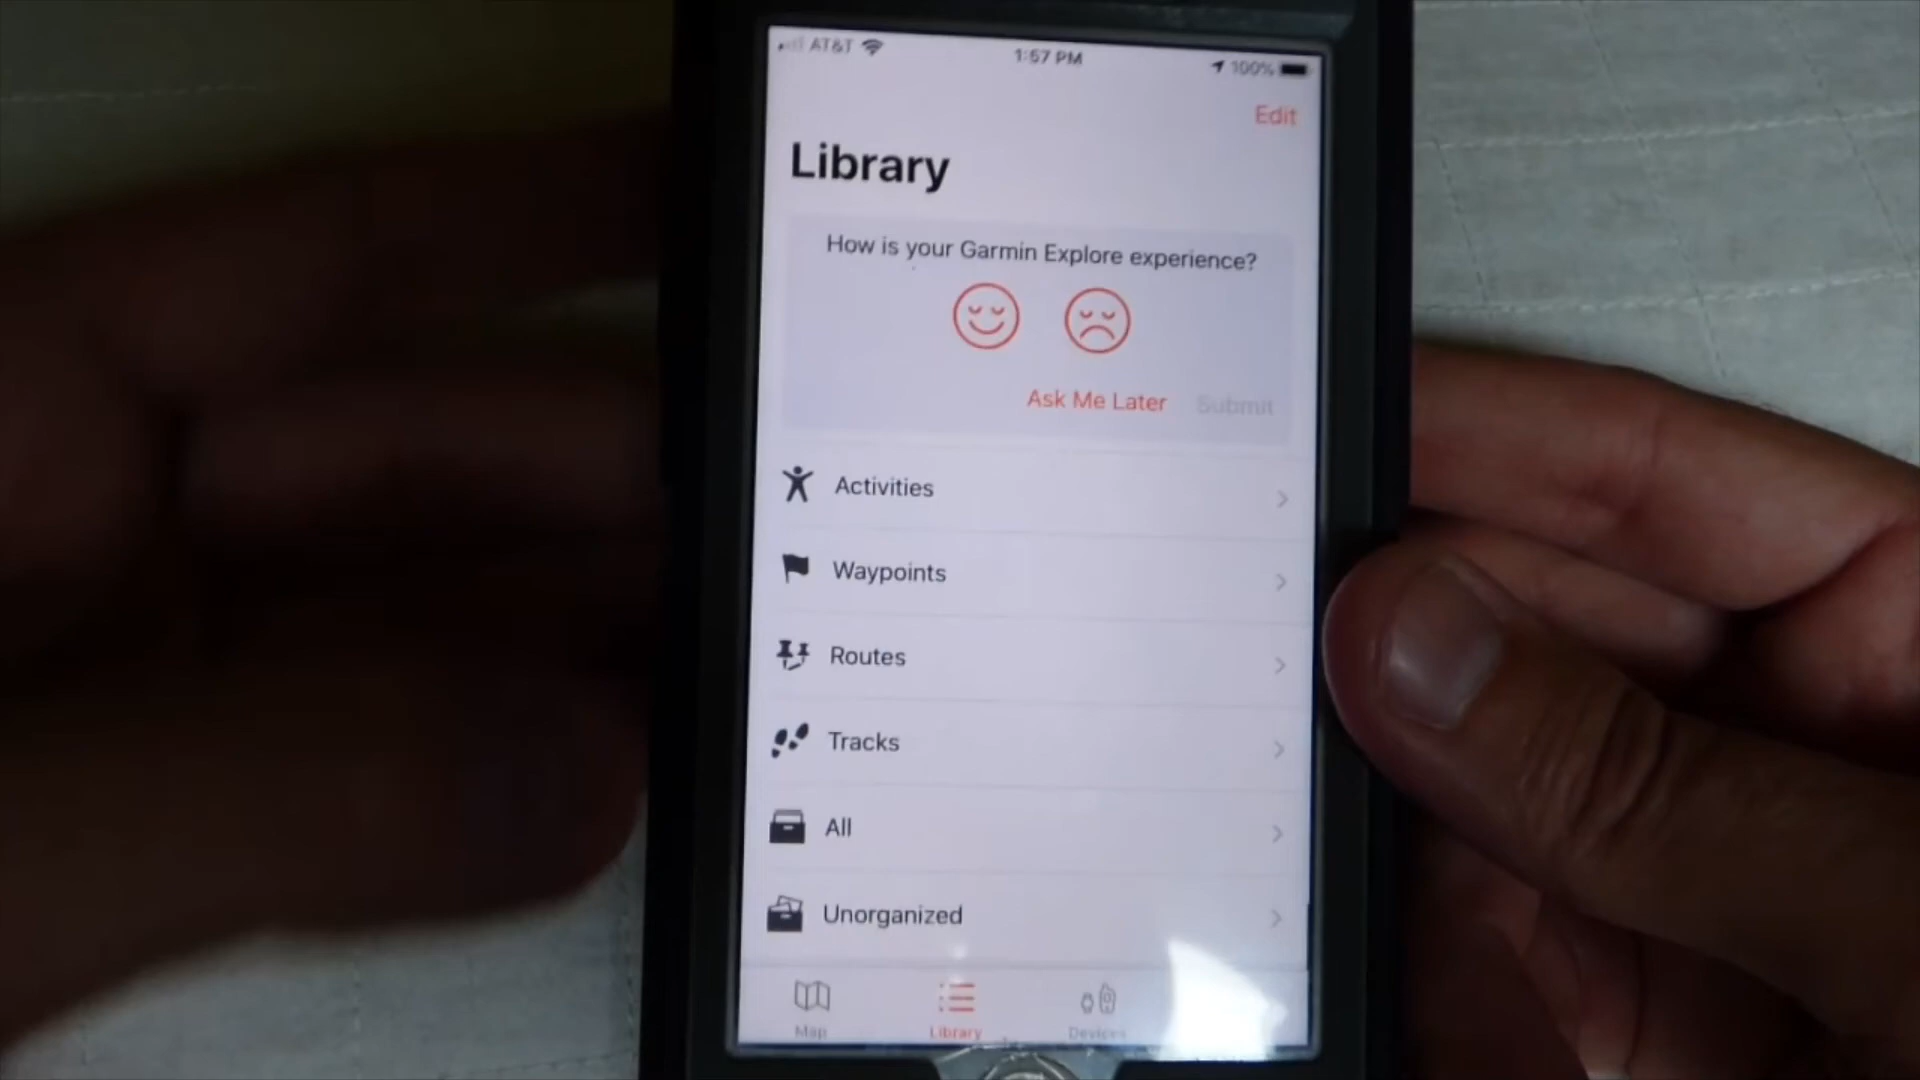 AT&T 1:57 PM 100%
Edit
Library
How is your Garmin Explore experience?
Ask Me Later Submit
Activities
Waypoints
Routes
Tracks
All
Unorganized
Map Library Devices